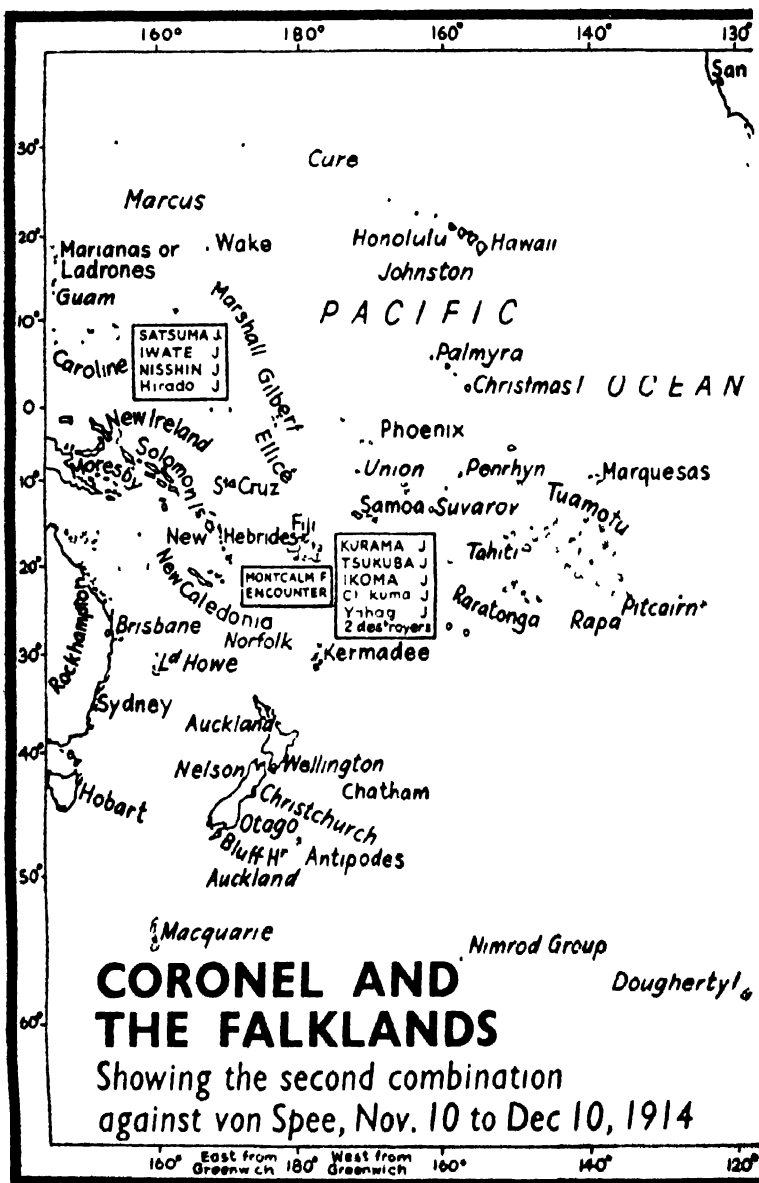 160° 180° 160° 140° 130°
San
30°
Cure
Marcus
20°
Marianas or
Ladrones
Wake
Honolulu
Hawaii
Johnston
Guam
PACIFIC
10°
Marshall
SATSUMA J
IWATE J
NISSHIN J
Hirado J
Caroline
Palmyra
Gilbert
Christmas I
OCEAN
0
New Ireland
Phoenix
Ellice
Moresby
Solomon Is
Union
Penrhyn
Marquesas
10°
Sta Cruz
Samoa
Suvarov
Tuamotu
Fiji
New Hebrides
KURAMA J
TSUKUBA J
IKOMA J
J
J
2 destroyers
Tahiti
20°
MONTCALM F
ENCOUNTER
New Caledonia
Rockhampton
Raratonga
Rapa
Pitcairn
Brisbane
Norfolk
30°
Ld Howe
Kermadee
Sydney
Auckland
40°
Nelson
Wellington
Chatham
Hobart
Christchurch
Otago
Bluff Hr
Antipodes
50°
Auckland
Macquarie
Nimrod Group
Dougherty I
CORONEL AND
THE FALKLANDS
60°
Showing the second combination
against von Spee, Nov. 10 to Dec 10, 1914
160° East from
Greenw ch 180° West from
Greenwich 160° 140° 120°